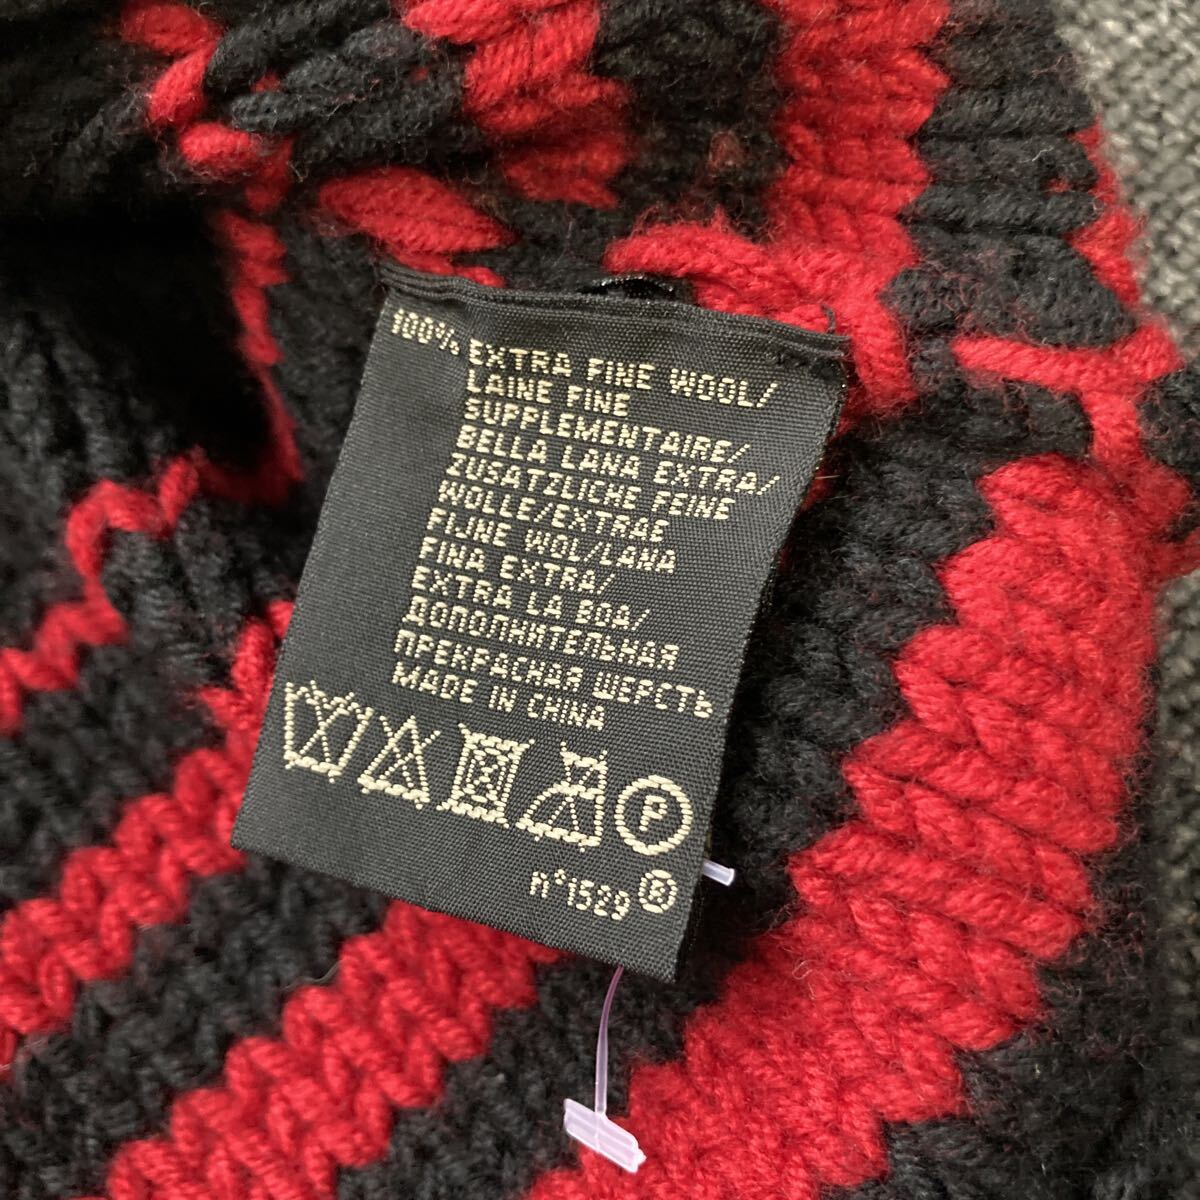 100% EXTRA FINE WOOL/
LAINE FINE
SUPPLEMENTAIRE/
BELLA LANA EXTRA/
ZUSATZLICHE FEINE
WOLLE/EXTRAE
FIJNE WOL/LANA
FINA EXTRA/
EXTRA LA BOA/
ДОПОЛНИТЕЛЬНАЯ
ПРЕКРАСНАЯ ШЕРСТЬ
MADE IN CHINA
P
n°1529 ®